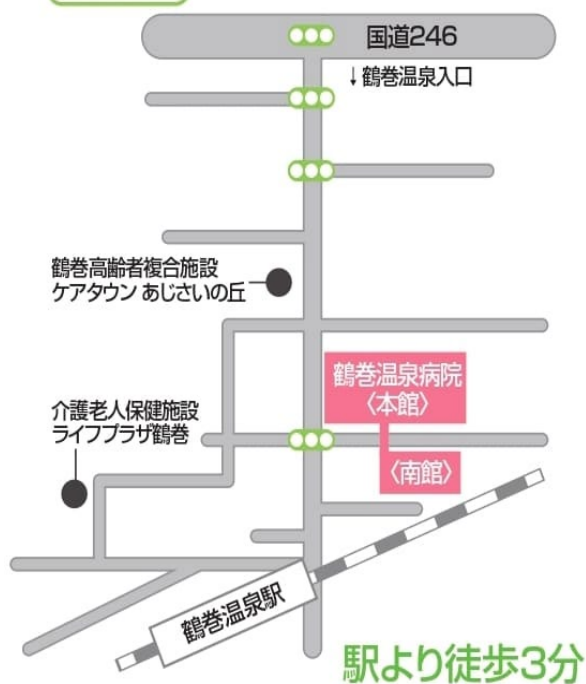 国道246
↓鶴巻温泉入口
鶴巻高齢者複合施設
ケアタウン あじさいの丘
鶴巻温泉病院
〈本館〉
介護老人保健施設
ライフプラザ鶴巻
〈南館〉
鶴巻温泉駅
駅より徒歩3分